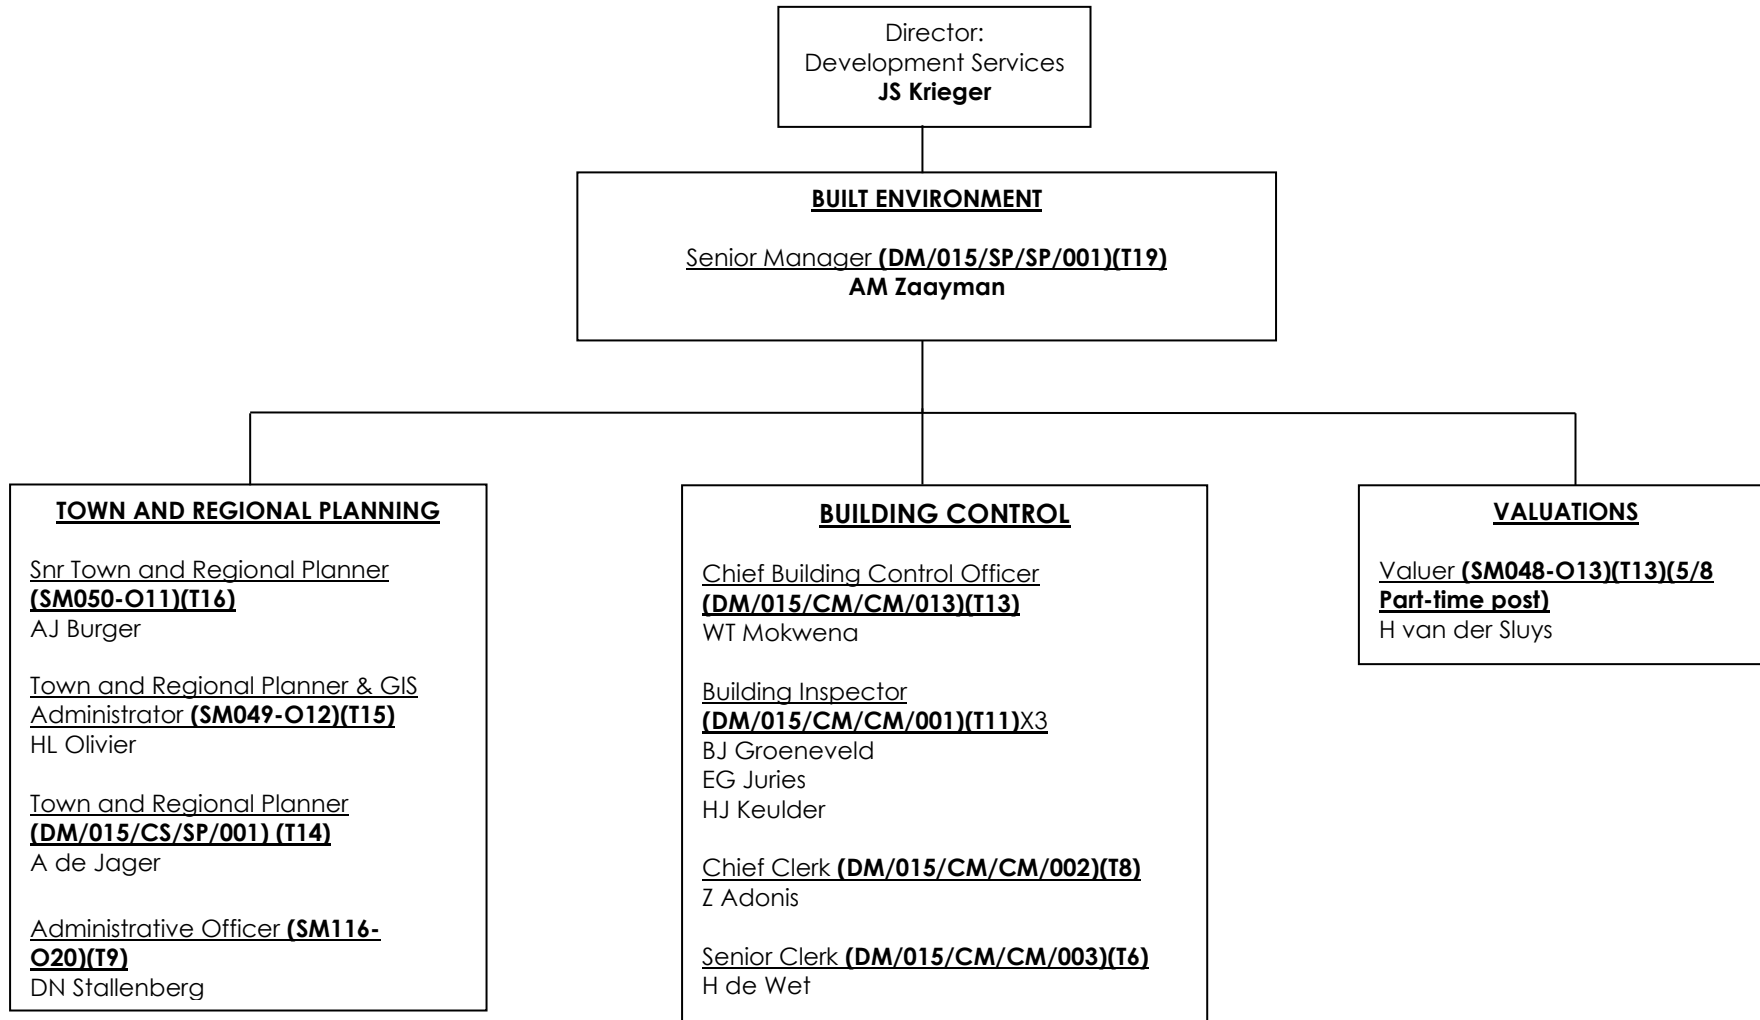 Director:
Development Services
JS Krieger
BUILT ENVIRONMENT
Senior Manager (DM/015/SP/SP/001)(T19)
AM Zaayman
TOWN AND REGIONAL PLANNING
Snr Town and Regional Planner
(SM050-O11)(T16)
AJ Burger
Town and Regional Planner & GIS
Administrator (SM049-O12)(T15)
HL Olivier
Town and Regional Planner
(DM/015/CS/SP/001) (T14)
A de Jager
Administrative Officer (SM116-
O20)(T9)
DN Stallenberg
BUILDING CONTROL
Chief Building Control Officer
(DM/015/CM/CM/013)(T13)
WT Mokwena
Building Inspector
(DM/015/CM/CM/001)(T11)X3
BJ Groeneveld
EG Juries
HJ Keulder
Chief Clerk (DM/015/CM/CM/002)(T8)
Z Adonis
Senior Clerk (DM/015/CM/CM/003)(T6)
H de Wet
VALUATIONS
Valuer (SM048-O13)(T13)(5/8
Part-time post)
H van der Sluys